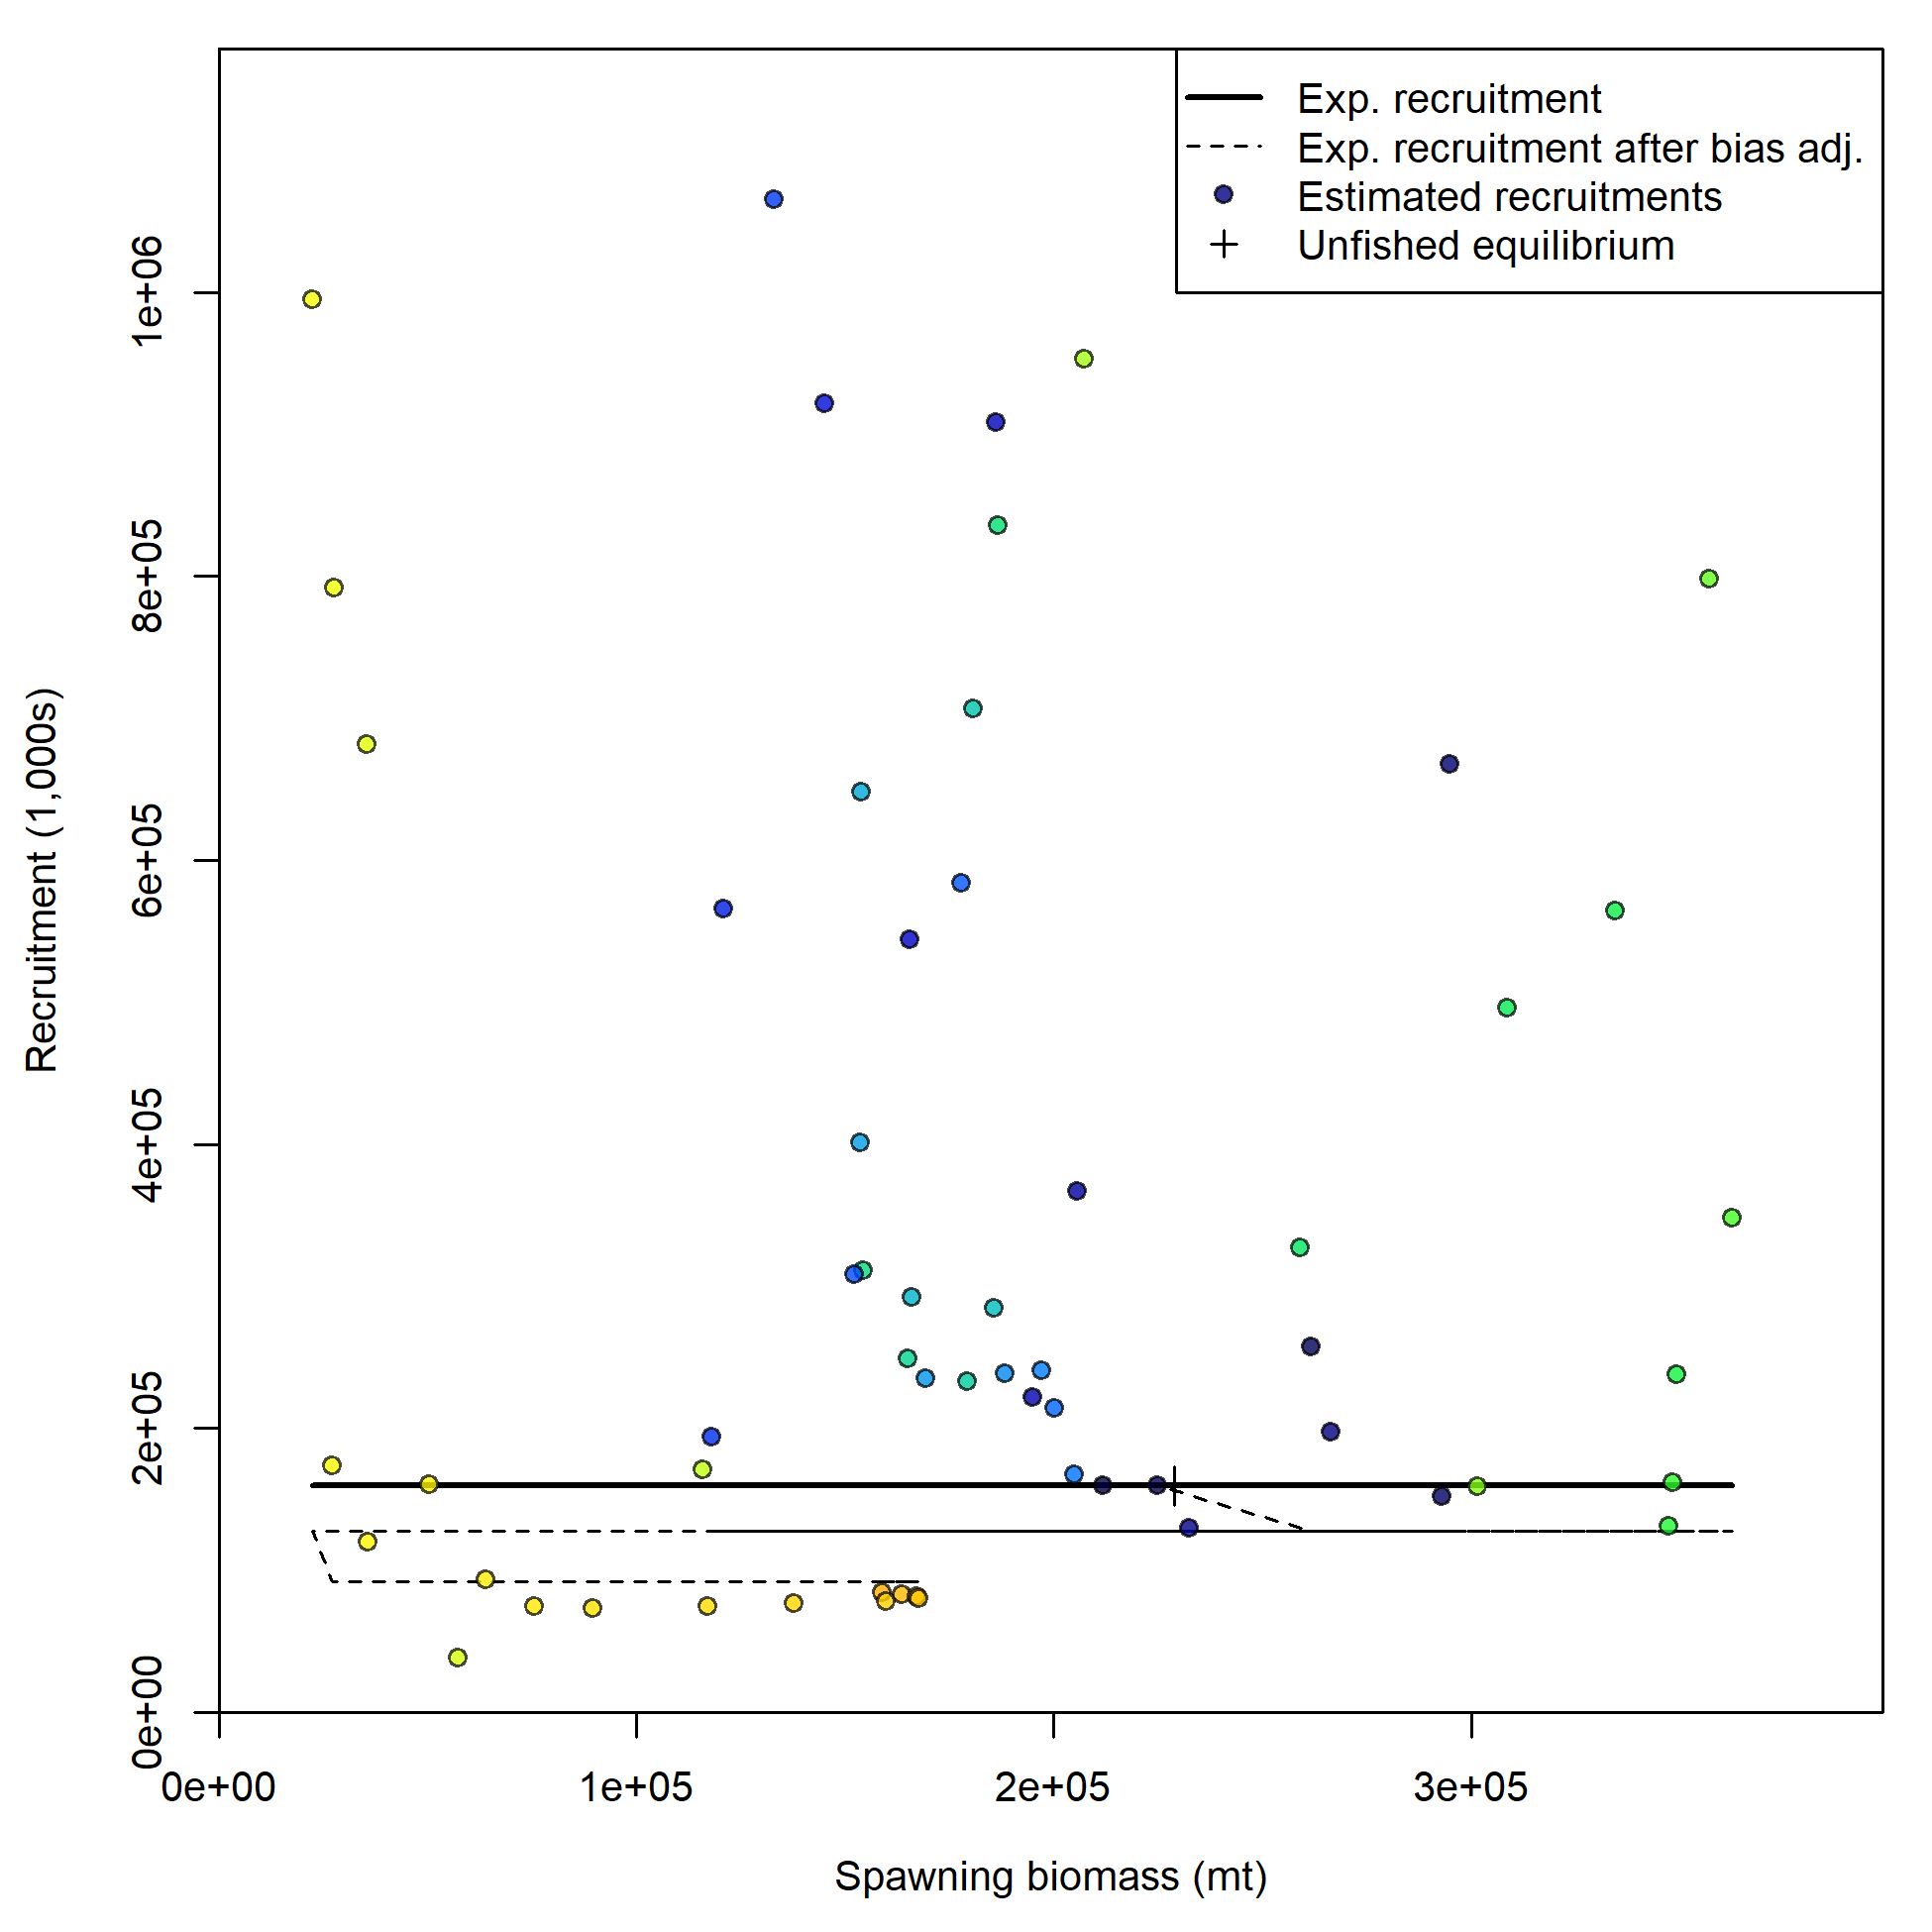 Exp. recruitment
Exp. recruitment after bias adj.
Estimated recruitments
Unfished equilibrium
1e+06
8e+05
6e+05
4e+05
2e+05
0e+00
Recruitment (1,000s)
0e+00 1e+05 2e+05 3e+05
Spawning biomass (mt)